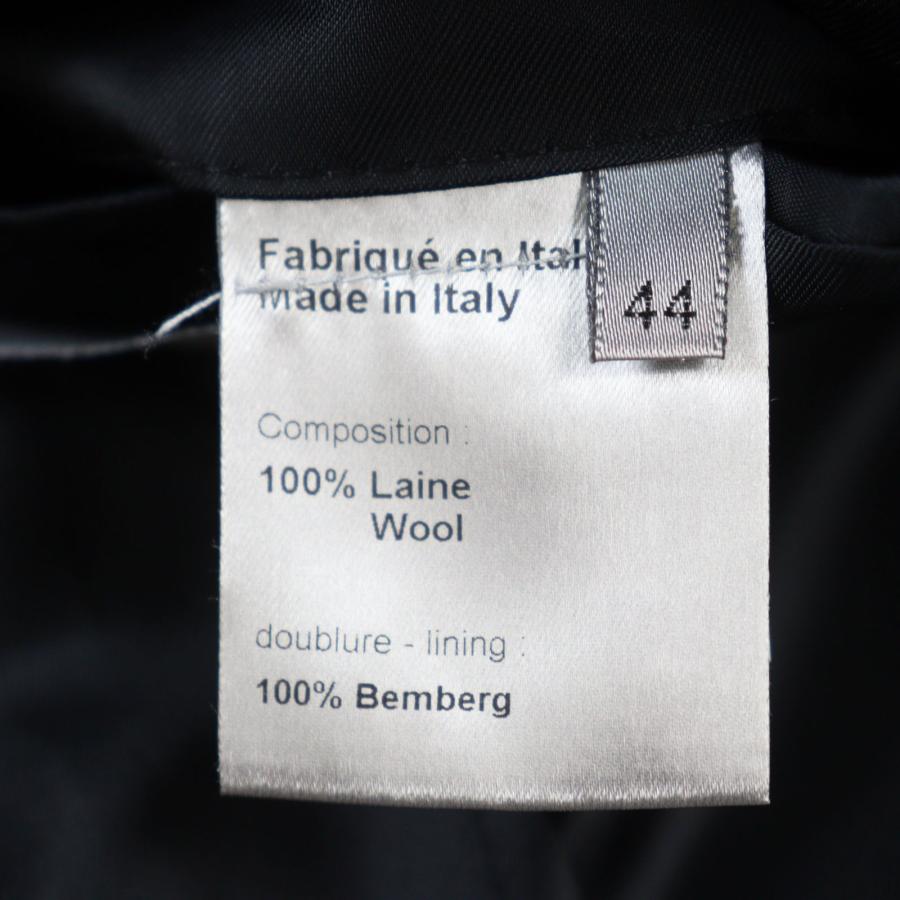 Fabriqué en Ital
Made in Italy
44
Composition :
100% Laine
Wool
doublure - lining :
100% Bemberg